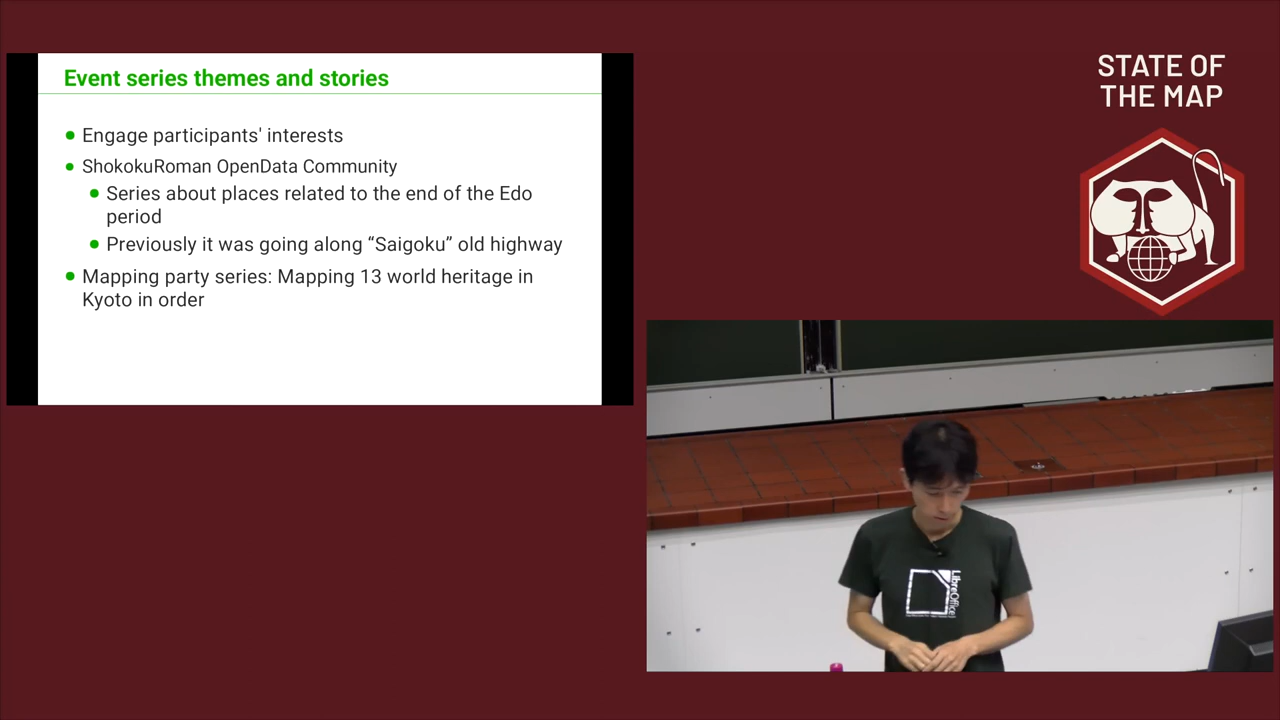 Event series themes and stories
Engage participants' interests
ShokokuRoman OpenData Community
Series about places related to the end of the Edo
period
Previously it was going along “Saigoku” old highway
Mapping party series: Mapping 13 world heritage in
Kyoto in order
STATE OF
THE MAP
LibreOffice